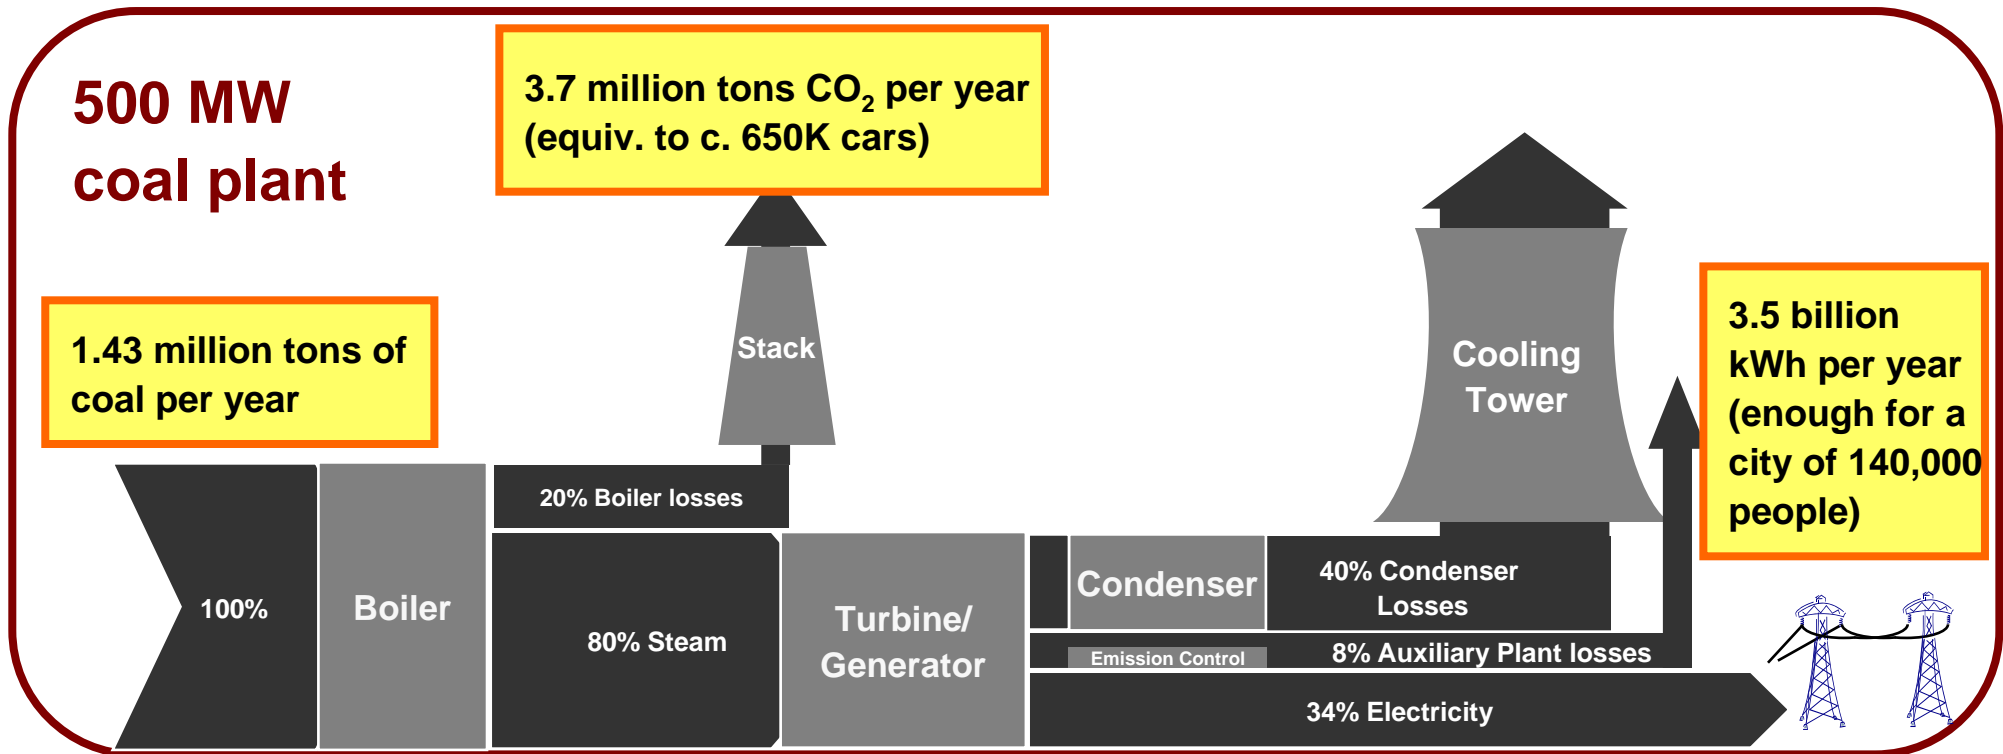 500 MW
coal plant
3.7 million tons CO₂ per year
(equiv. to c. 650K cars)
1.43 million tons of
coal per year
Stack
Cooling
Tower
3.5 billion
kWh per year
(enough for a
city of 140,000
people)
20% Boiler losses
100%
Boiler
80% Steam
Turbine/
Generator
Condenser
40% Condenser
Losses
Emission Control
8% Auxiliary Plant losses
34% Electricity